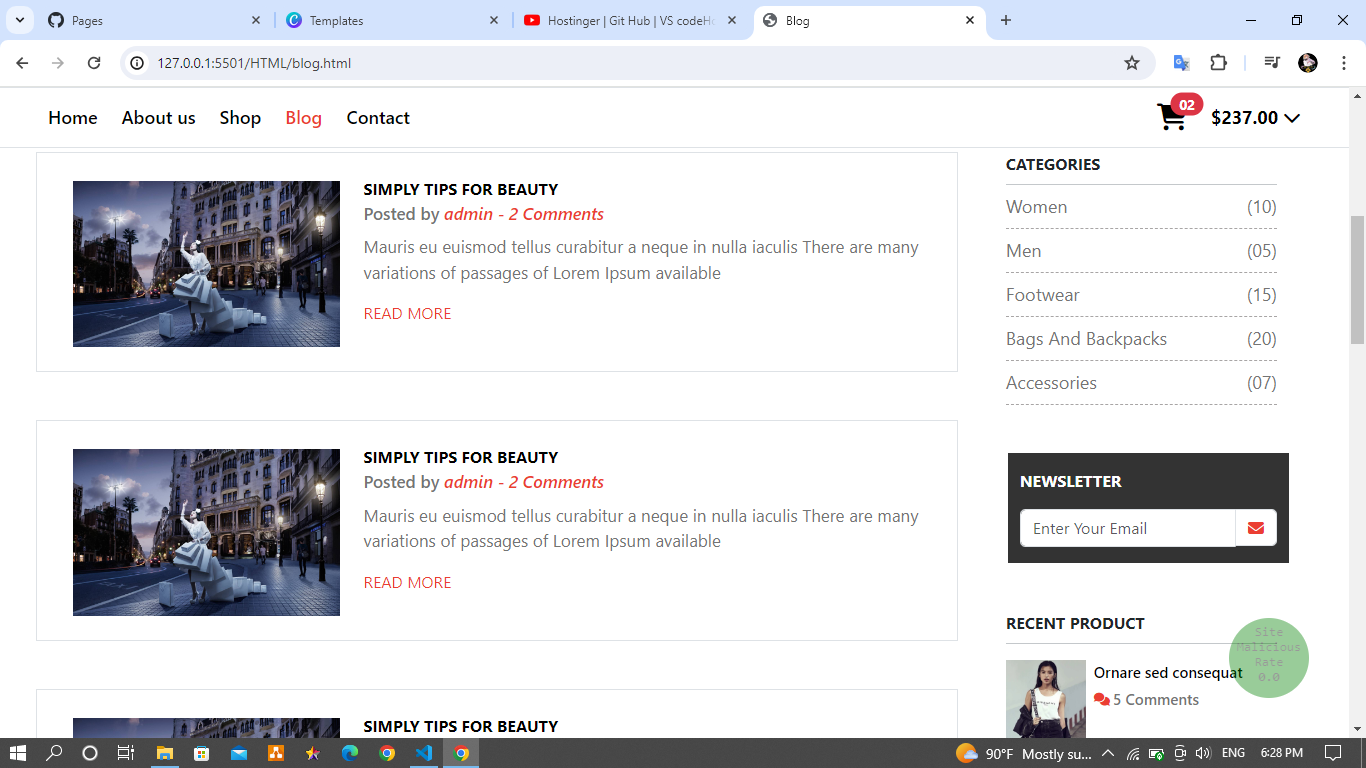 Pages
Templates
Hostinger | Git Hub | VS codeHo
Blog
127.0.0.1:5501/HTML/blog.html
Home
About us
Shop
Blog
Contact
02
$237.00
SIMPLY TIPS FOR BEAUTY
Posted by admin - 2 Comments
Mauris eu euismod tellus curabitur a neque in nulla iaculis There are many
variations of passages of Lorem Ipsum available
READ MORE
SIMPLY TIPS FOR BEAUTY
Posted by admin - 2 Comments
Mauris eu euismod tellus curabitur a neque in nulla iaculis There are many
variations of passages of Lorem Ipsum available
READ MORE
SIMPLY TIPS FOR BEAUTY
CATEGORIES
Women (10)
Men (05)
Footwear (15)
Bags And Backpacks (20)
Accessories (07)
NEWSLETTER
Enter Your Email
RECENT PRODUCT
Ornare sed consequat
5 Comments
Site
Malicious
Rate
0.0
90°F Mostly su...
ENG
6:28 PM